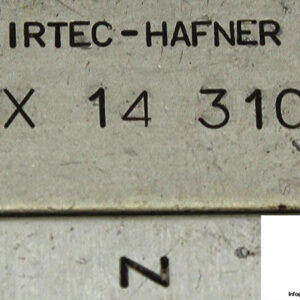 IRTEC-HAFNER
X 14 310
N